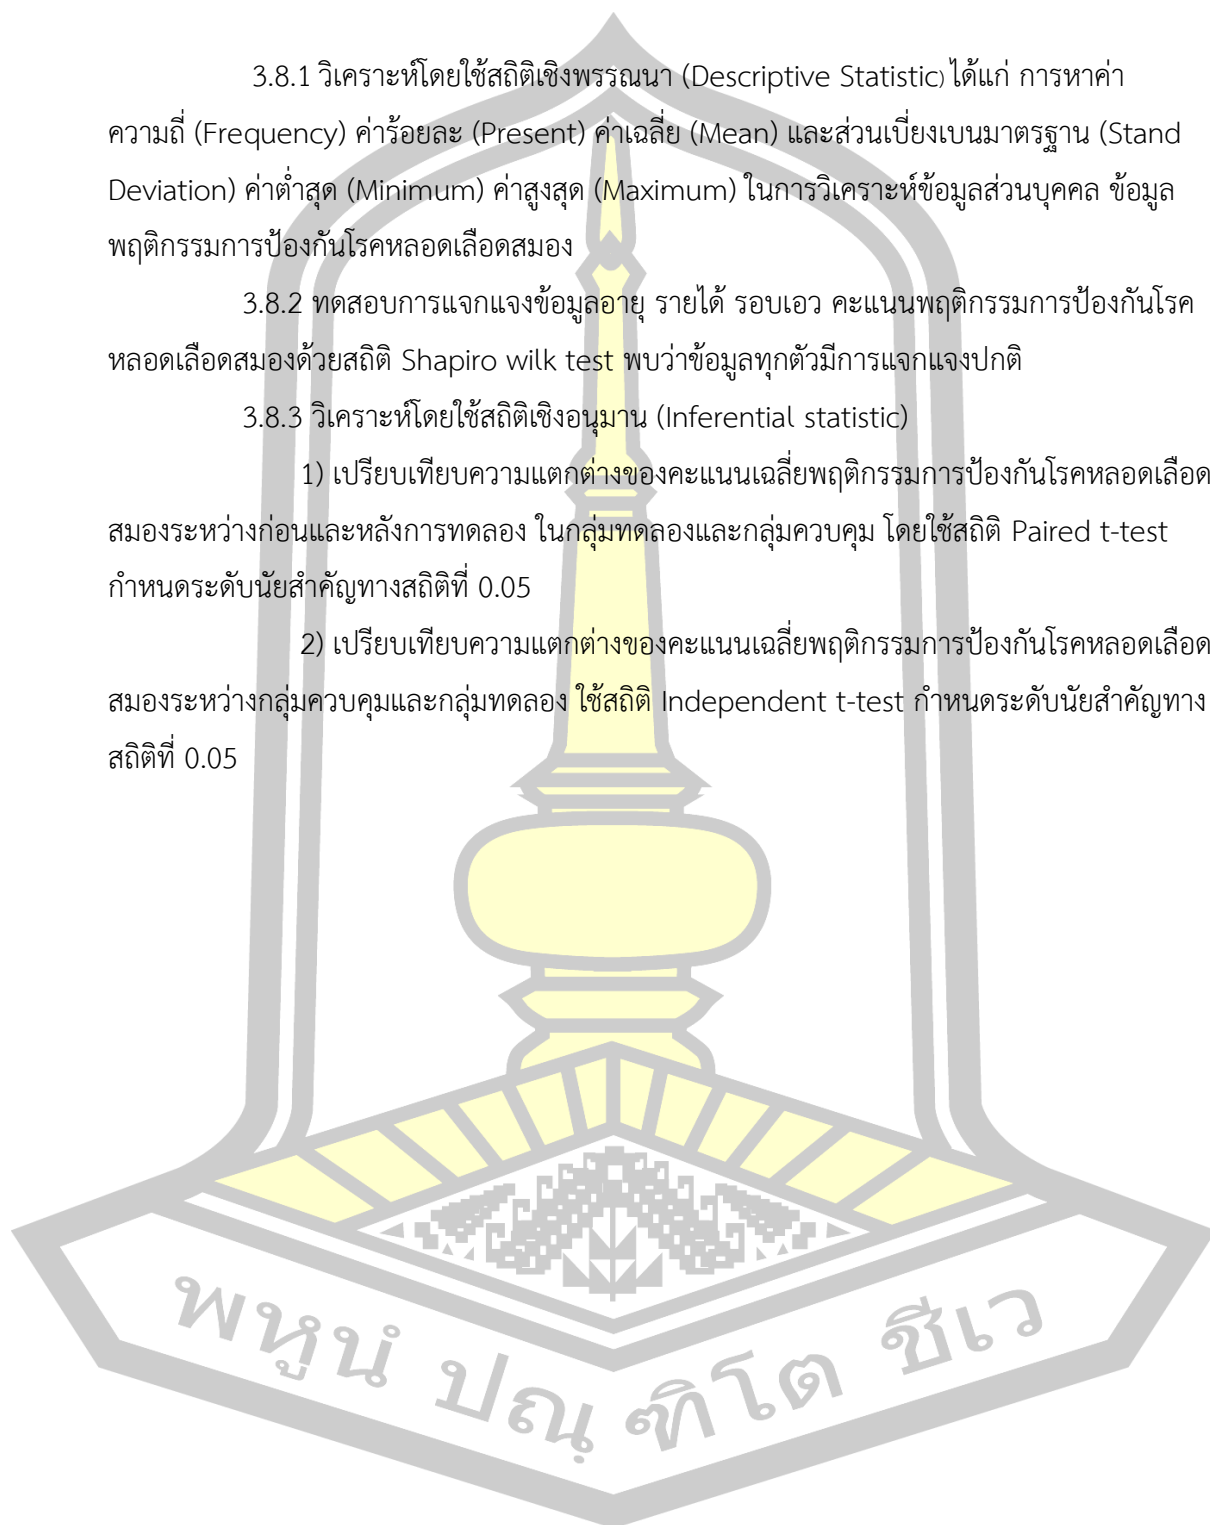 3.8.1 วิเคราะห์โดยใช้สถิติเชิงพรรณนา (Descriptive Statistic) ได้แก่ การหาค่า
ความถี่ (Frequency) ค่าร้อยละ (Present) ค่าเฉลี่ย (Mean) และส่วนเบี่ยงเบนมาตรฐาน (Stand
Deviation) ค่าต่ำสุด (Minimum) ค่าสูงสุด (Maximum) ในการวิเคราะห์ข้อมูลส่วนบุคคล ข้อมูล
พฤติกรรมการป้องกันโรคหลอดเลือดสมอง
3.8.2 ทดสอบการแจกแจงข้อมูลอายุ รายได้ รอบเอว คะแนนพฤติกรรมการป้องกันโรค
หลอดเลือดสมองด้วยสถิติ Shapiro wilk test พบว่าข้อมูลทุกตัวมีการแจกแจงปกติ
3.8.3 วิเคราะห์โดยใช้สถิติเชิงอนุมาน (Inferential statistic)
1) เปรียบเทียบความแตกต่างของคะแนนเฉลี่ยพฤติกรรมการป้องกันโรคหลอดเลือด
สมองระหว่างก่อนและหลังการทดลอง ในกลุ่มทดลองและกลุ่มควบคุม โดยใช้สถิติ Paired t-test
กำหนดระดับนัยสำคัญทางสถิติที่ 0.05
2) เปรียบเทียบความแตกต่างของคะแนนเฉลี่ยพฤติกรรมการป้องกันโรคหลอดเลือด
สมองระหว่างกลุ่มควบคุมและกลุ่มทดลอง ใช้สถิติ Independent t-test กำหนดระดับนัยสำคัญทาง
สถิติที่ 0.05
พหูนํ ปณฺ ฑิโต ชีเว